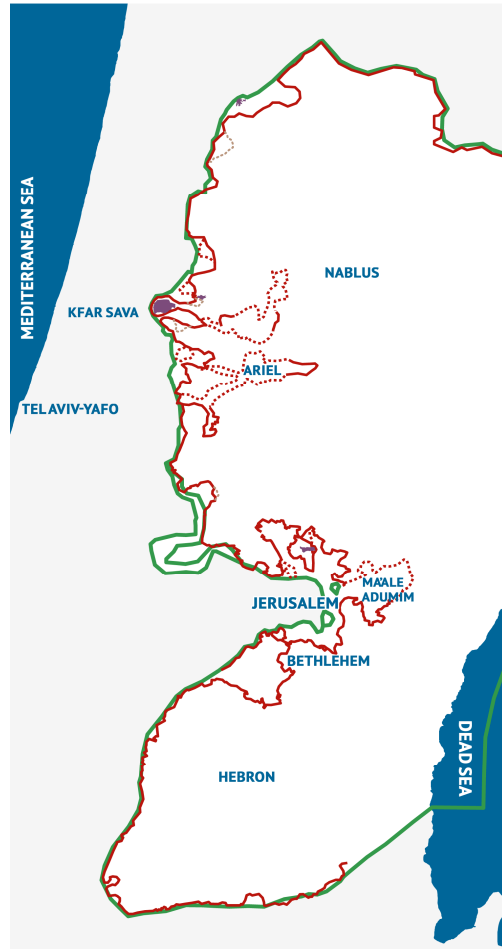 MEDITERRANEAN SEA
NABLUS
KFAR SAVA
ARIEL
TEL AVIV-YAFO
MA'ALE
ADUMIM
JERUSALEM
BETHLEHEM
DEAD SEA
HEBRON